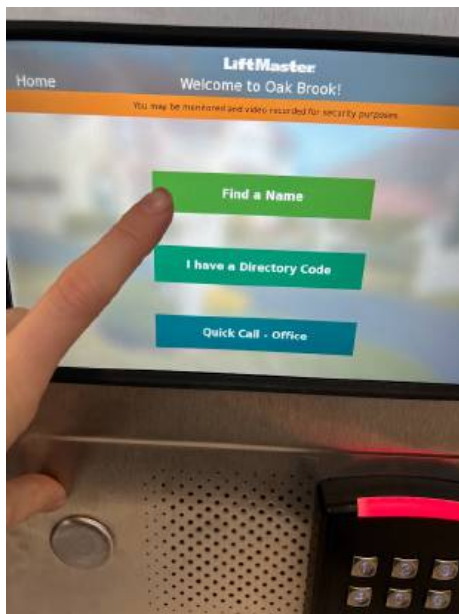 LiftMaster
Home
Welcome to Oak Brook!
You may be monitored and video recorded for security purposes
Find a Name
I have a Directory Code
Quick Call - Office